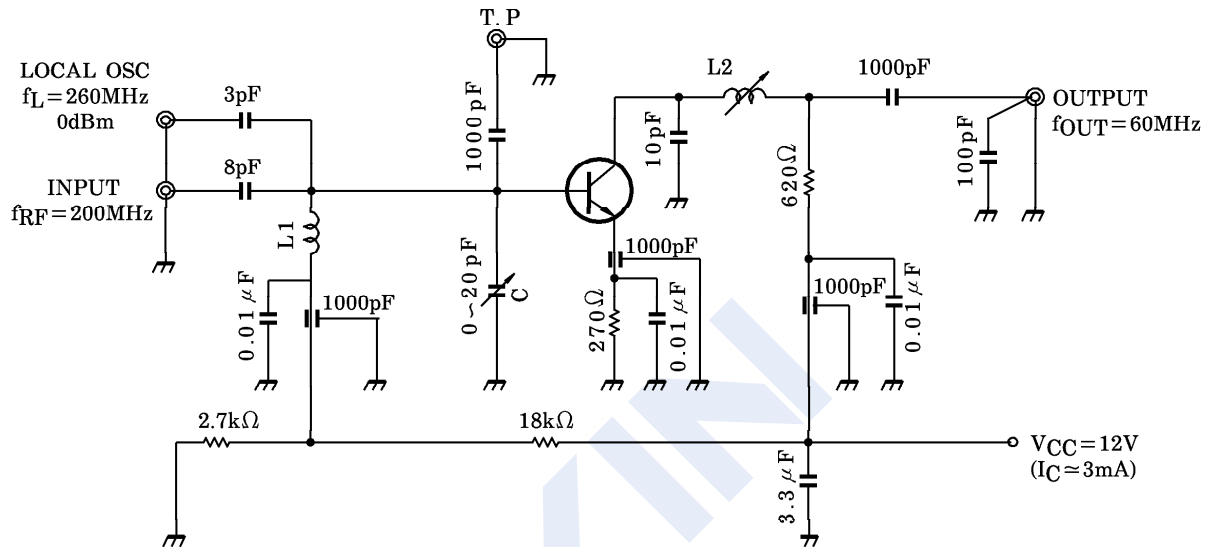 T. P
LOCAL OSC
fL=260MHz
0dBm
3pF
8pF
INPUT
fRF=200MHz
L1
0.01μF
1000pF
1000pF
0~20pF
C
10pF
L2
1000pF
OUTPUT
fOUT=60MHz
100pF
620Ω
1000pF
270Ω
0.01μF
1000pF
0.01μF
2.7kΩ
18kΩ
VCC=12V
(IC≃3mA)
3.3μF